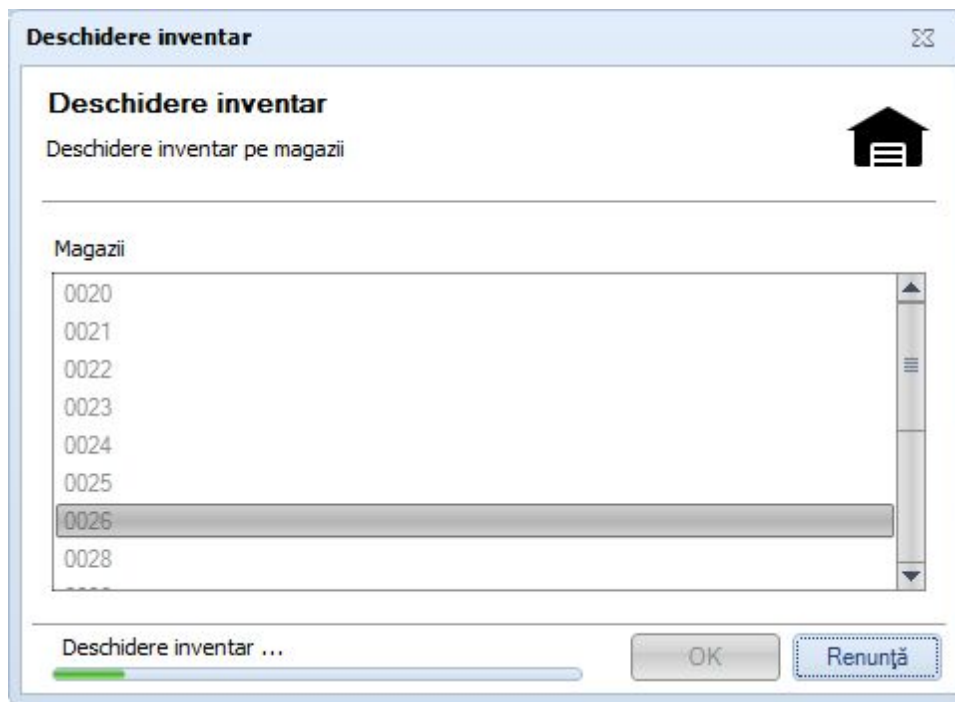 Deschidere inventar
Deschidere inventar
Deschidere inventar pe magazii
Magazii
0020
0021
0022
0023
0024
0025
0026
0028
Deschidere inventar ...
OK
Renunţă